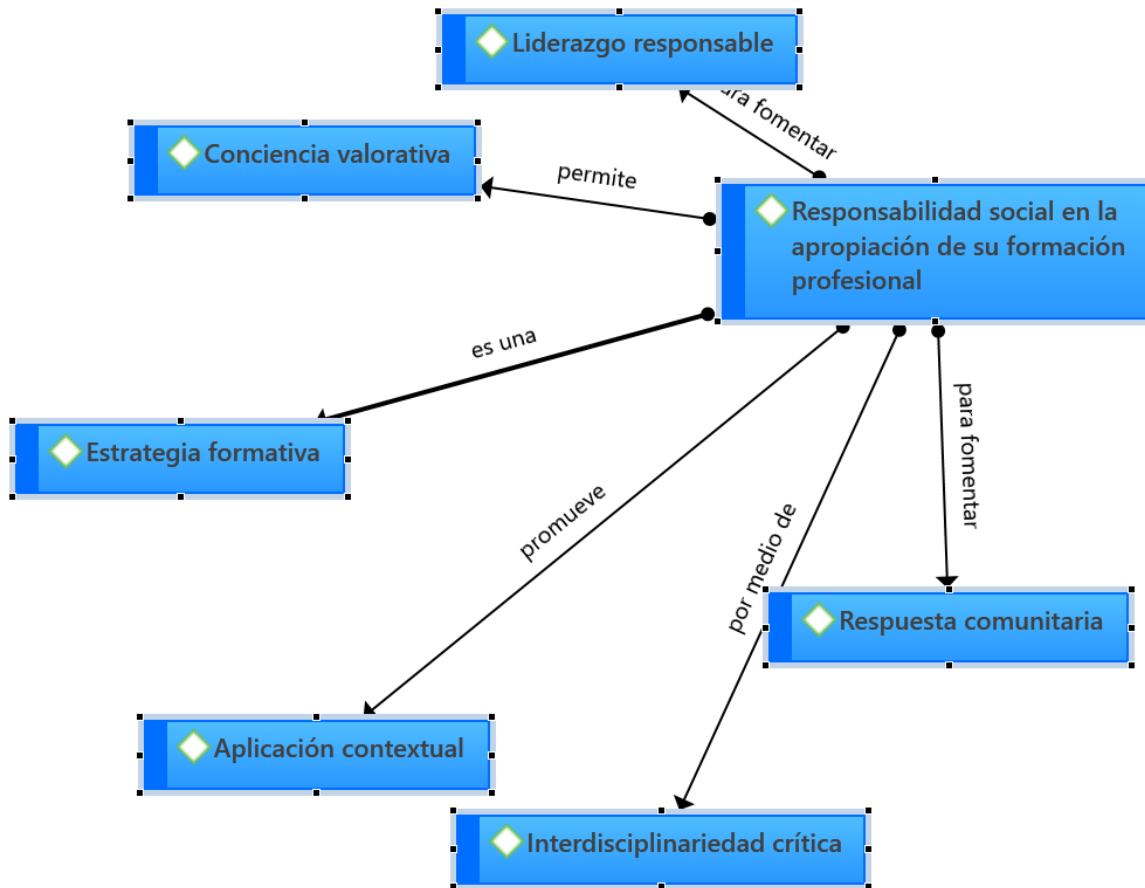 Liderazgo responsable
fomentar
Conciencia valorativa
permite
Responsabilidad social en la
apropiación de su formación
profesional
es una
Estrategia formativa
para fomentar
promueve
por medio de
Respuesta comunitaria
Aplicación contextual
Interdisciplinariedad crítica